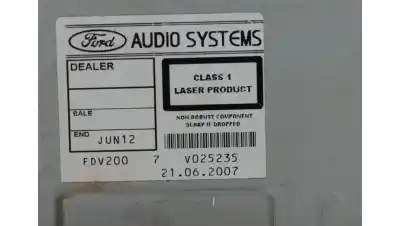 Ford AUDIO SYSTEMS
DEALER
CLASS 1
LASER PRODUCT
SALE
NON ROBUST COMPONENT
SCRAP IF DROPPED
END JUN12
FDV200 7 V025235
21.06.2007